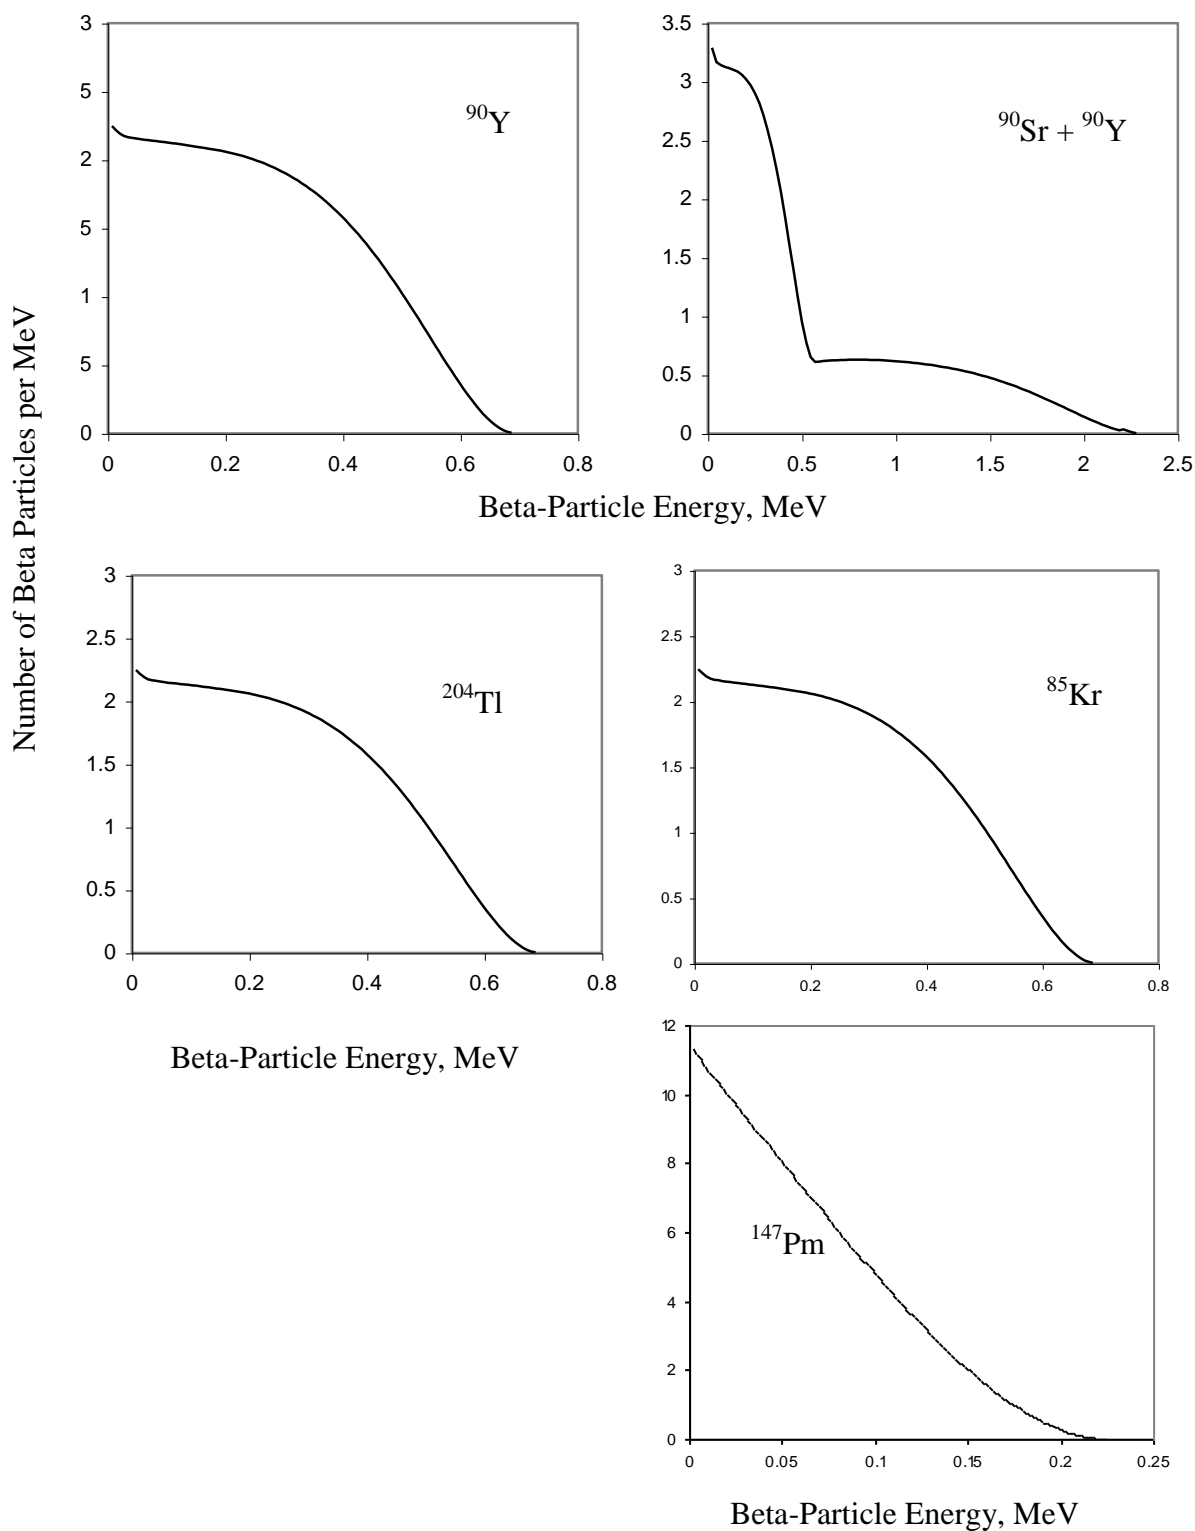 Number of Beta Particles per MeV
3
5
2
5
1
5
0
0 0.2 0.4 0.6 0.8
⁹⁰Y
3.5
3
2.5
2
1.5
1
0.5
0
0 0.5 1 1.5 2 2.5
⁹⁰Sr + ⁹⁰Y
Beta-Particle Energy, MeV
3
2.5
2
1.5
1
0.5
0
0 0.2 0.4 0.6 0.8
²⁰⁴Tl
Beta-Particle Energy, MeV
3
2.5
2
1.5
1
0.5
0
0 0.2 0.4 0.6 0.8
⁸⁵Kr
12
10
8
6
4
2
0
0 0.05 0.1 0.15 0.2 0.25
¹⁴⁷Pm
Beta-Particle Energy, MeV